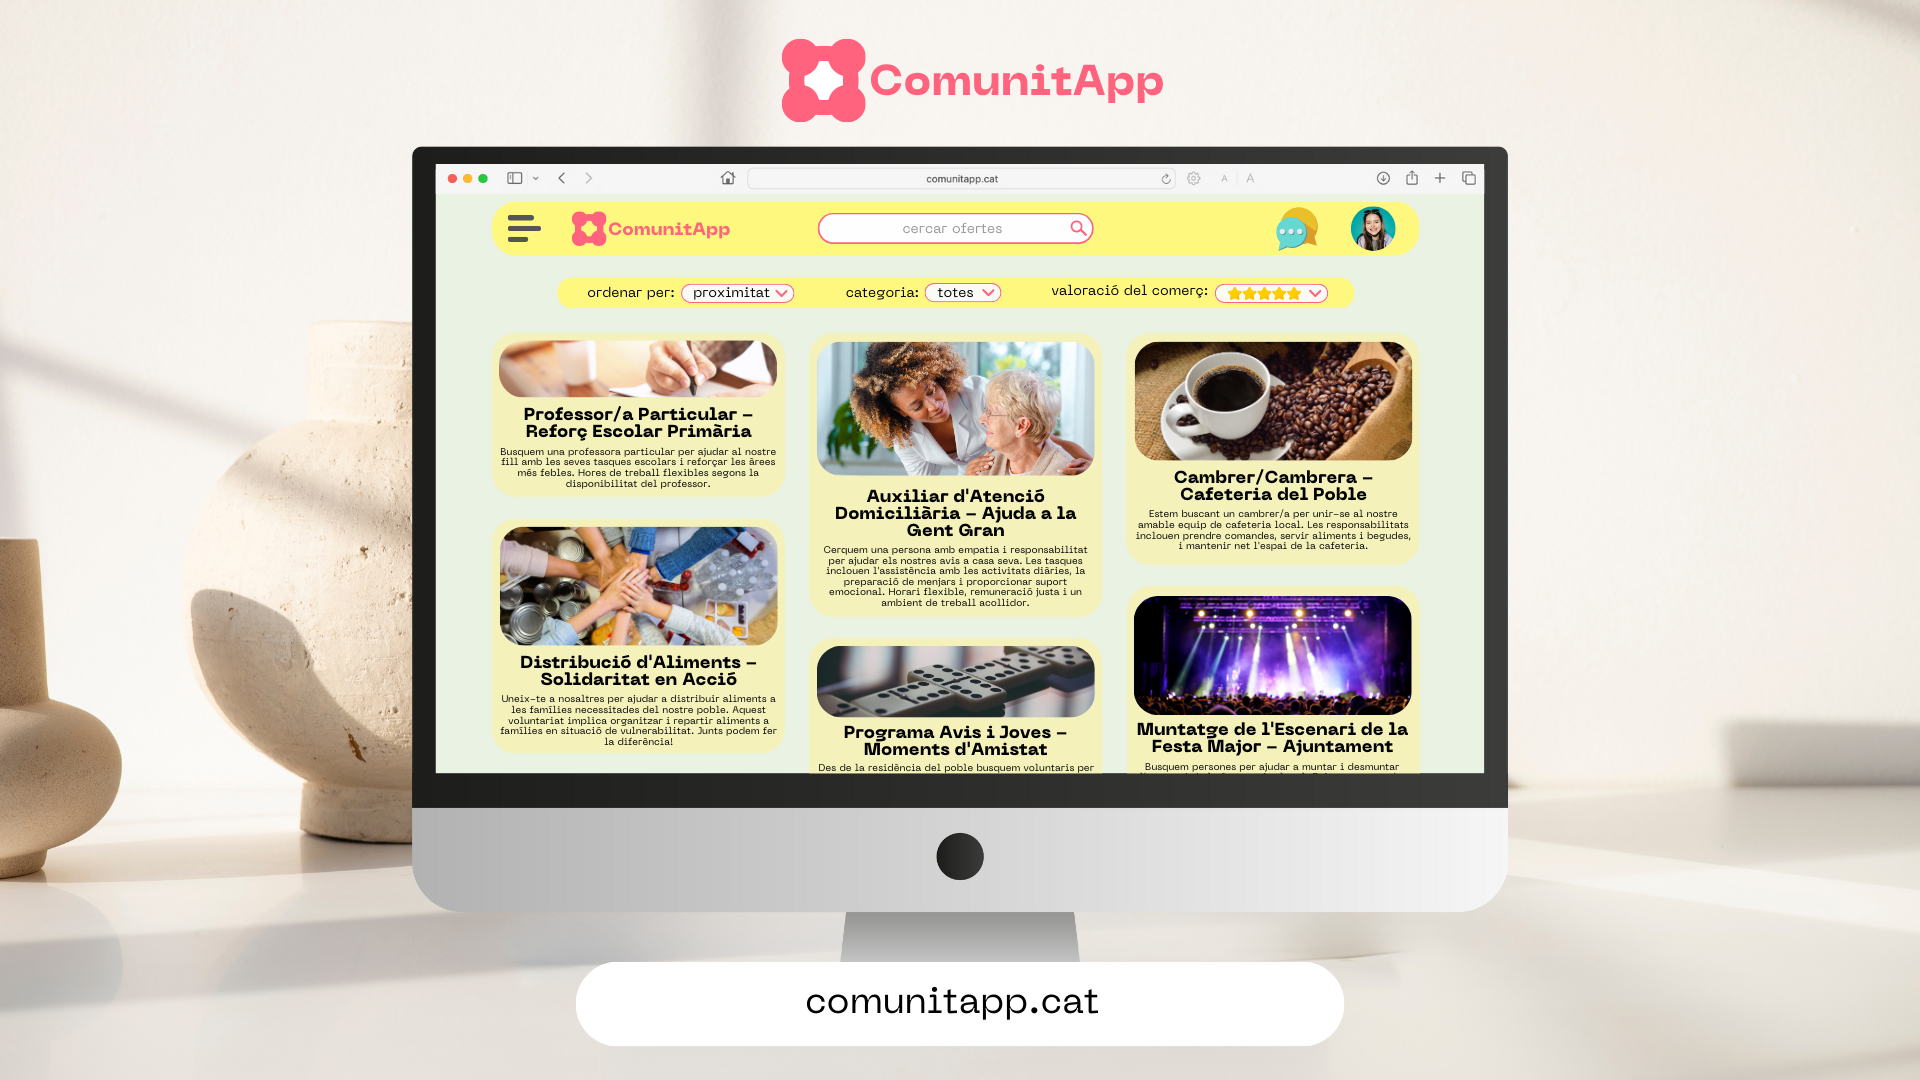 ComunitApp
comunitapp.cat
A A
ComunitApp
cercar ofertes
ordenar per: proximitat
categoria: totes
valoració del comerç:
Professor/a Particular –
Reforç Escolar Primària
Busquem una professora particular per ajudar al nostre
fill amb les seves tasques escolars i reforçar les àrees
més febles. Hores de treball flexibles segons la
disponibilitat del professor.
Distribució d'Aliments –
Solidaritat en Acció
Uneix-te a nosaltres per ajudar a distribuir aliments a
les famílies necessitades del nostre poble. Aquest
voluntariat implica organitzar i repartir aliments a
famílies en situació de vulnerabilitat. Junts podem fer
la diferència!
Auxiliar d'Atenció
Domiciliària – Ajuda a la
Gent Gran
Cerquem una persona amb empatia i responsabilitat
per ajudar els nostres avis a casa seva. Les tasques
inclouen l'assistència amb les activitats diàries, la
preparació de menjars i proporcionar suport
emocional. Horari flexible, remuneració justa i un
ambient de treball acollidor.
Programa Avis i Joves –
Moments d'Amistat
Des de la residència del poble busquem voluntaris per
Cambrer/Cambrera –
Cafeteria del Poble
Estem buscant un cambrer/a per unir-se al nostre
amable equip de cafeteria local. Les responsabilitats
inclouen prendre comandes, servir aliments i begudes,
i mantenir net l'espai de la cafeteria.
Muntatge de l'Escenari de la
Festa Major – Ajuntament
Busquem persones per ajudar a muntar i desmuntar
comunitapp.cat